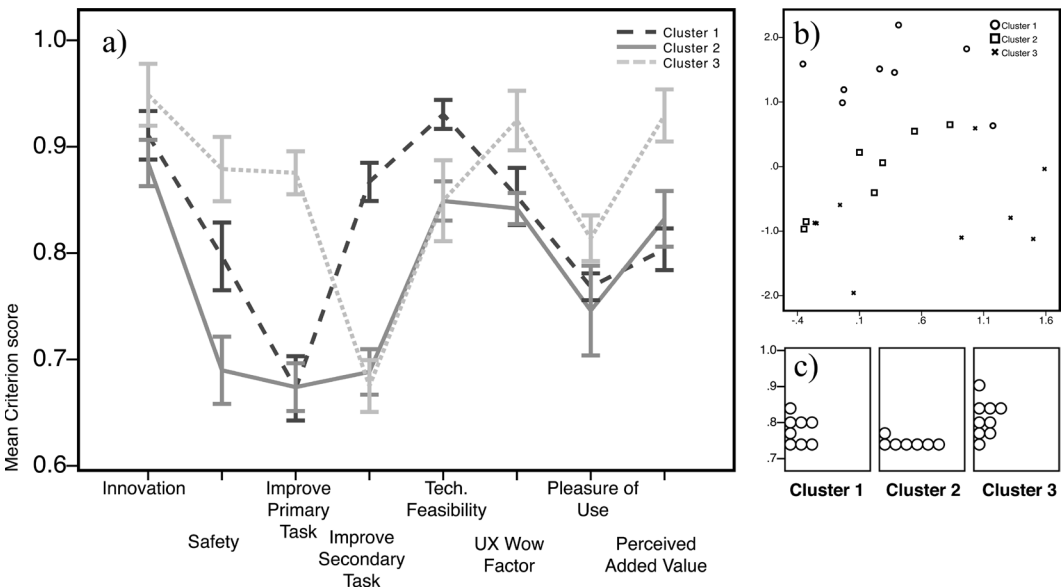 a)
Cluster 1
Cluster 2
Cluster 3
1.0
0.9
0.8
0.7
0.6
Mean Criterion score
Innovation
Safety
Improve
Primary
Task
Improve
Secondary
Task
Tech.
Feasibility
UX Wow
Factor
Pleasure of
Use
Perceived
Added Value
b)
Cluster 1
Cluster 2
Cluster 3
2.0
1.0
.0
-1.0
-2.0
-.4 .1 .6 1.1 1.6
c)
1.0
.9
.8
.7
Cluster 1 Cluster 2 Cluster 3